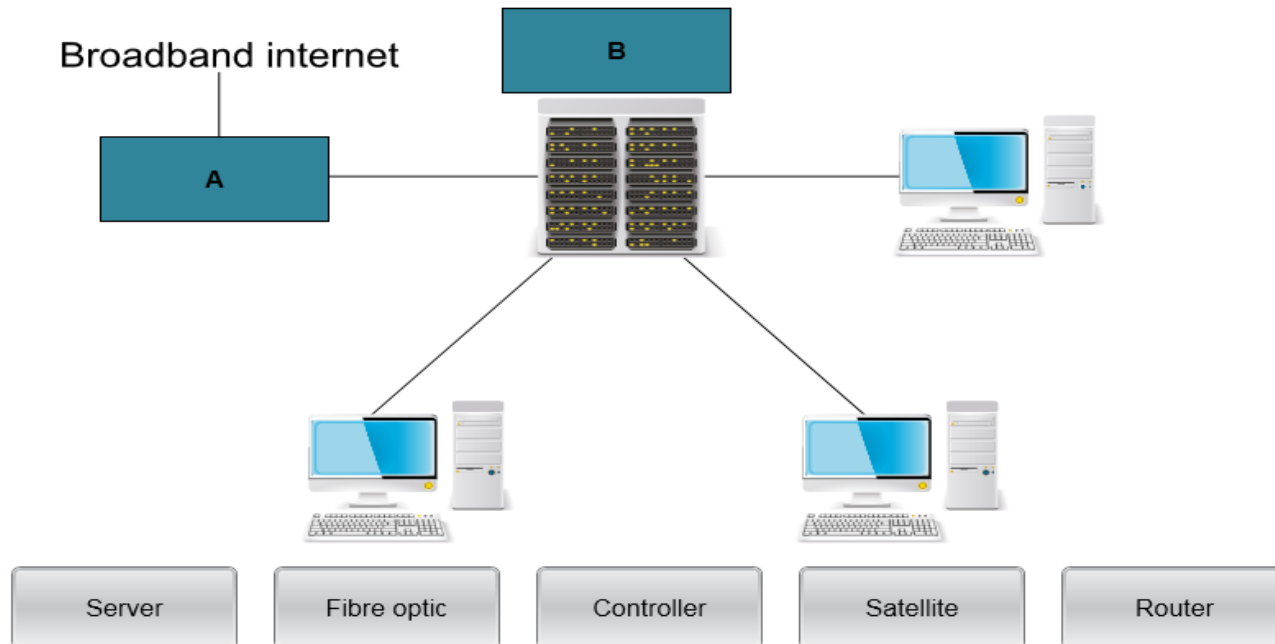 Broadband internet
B
A
Server
Fibre optic
Controller
Satellite
Router